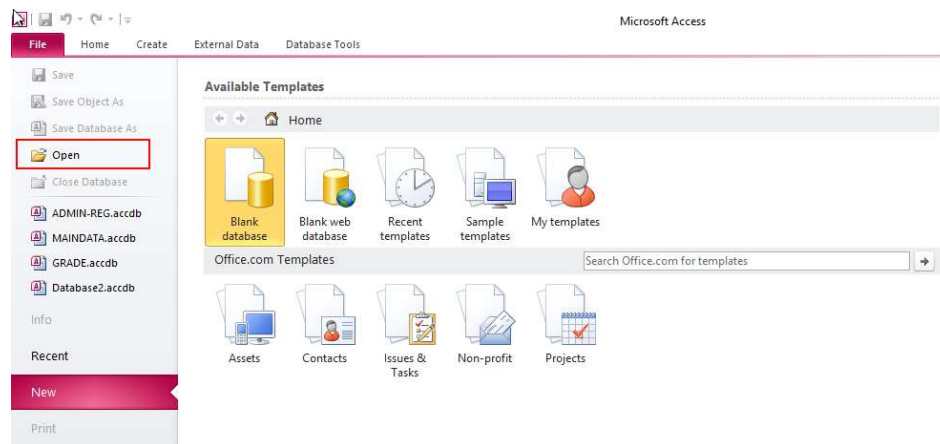 Microsoft Access
File Home Create External Data Database Tools
Save
Save Object As
Save Database As
Open
Close Database
ADMIN-REG.accdb
MAINDATA.accdb
GRADE.accdb
Database2.accdb
Info
Recent
New
Print
Available Templates
Home
Blank database
Blank web database
Recent templates
Sample templates
My templates
Office.com Templates
Search Office.com for templates
Assets
Contacts
Issues & Tasks
Non-profit
Projects